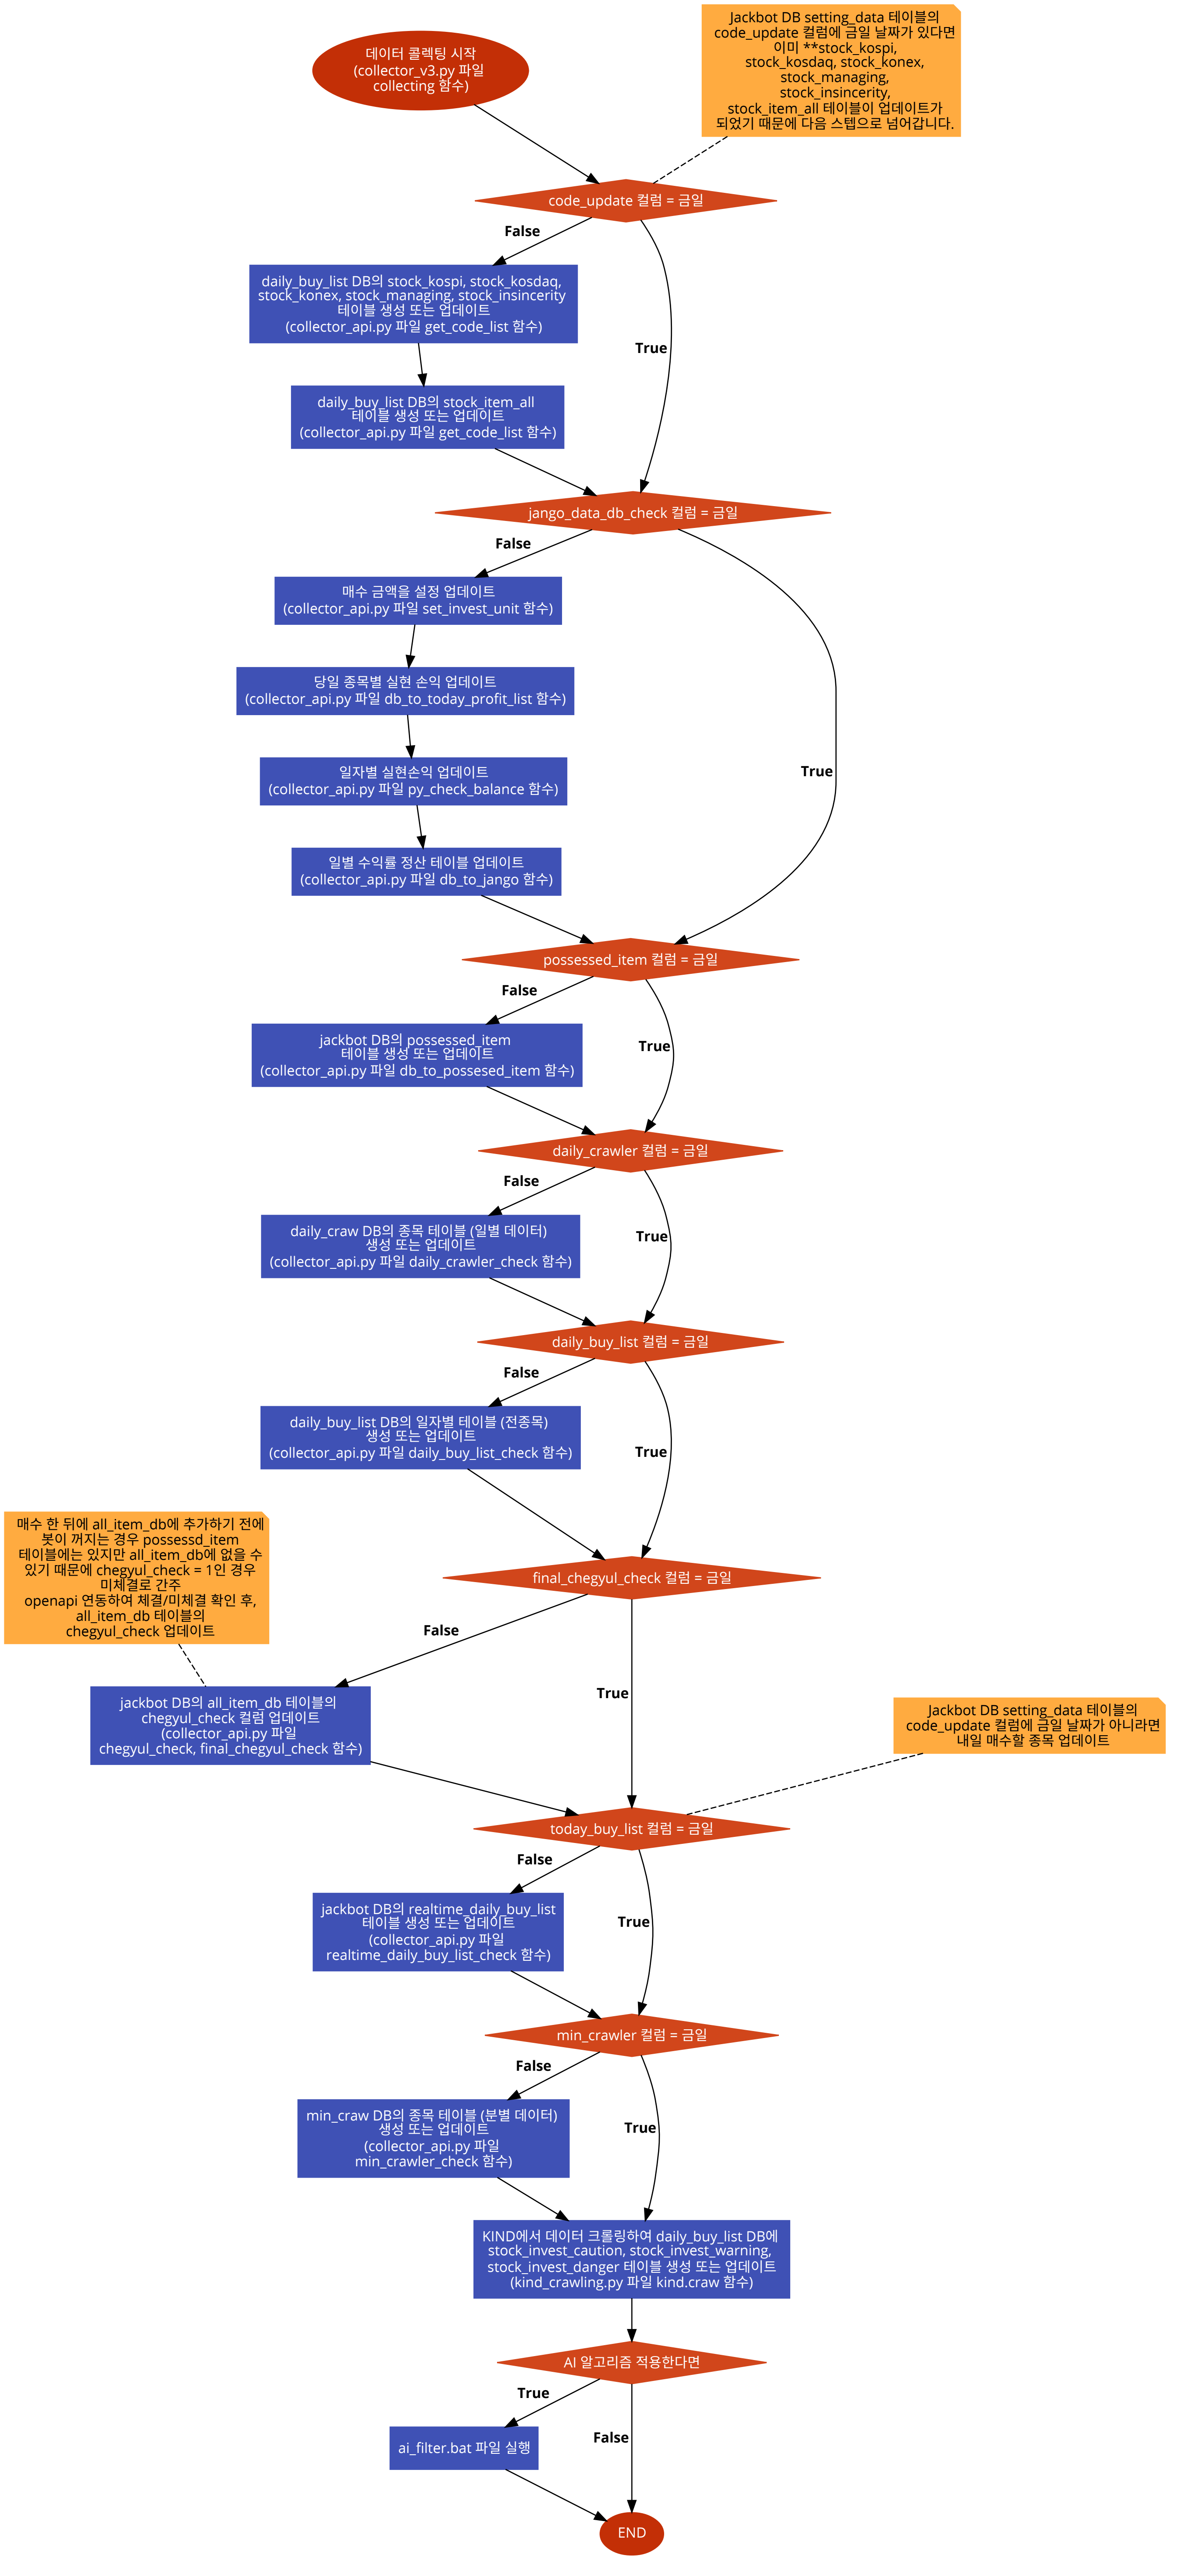 데이터 콜렉팅 시작
(collector_v3.py 파일
collecting 함수)
Jackbot DB setting_data 테이블의
code_update 컬럼에 금일 날짜가 있다면
이미 **stock_kospi,
stock_kosdaq, stock_konex,
stock_managing,
stock_insincerity,
stock_item_all 테이블이 업데이트가
되었기 때문에 다음 스텝으로 넘어갑니다.
code_update 컬럼 = 금일
False
daily_buy_list DB의 stock_kospi, stock_kosdaq,
stock_konex, stock_managing, stock_insincerity
테이블 생성 또는 업데이트
(collector_api.py 파일 get_code_list 함수)
True
daily_buy_list DB의 stock_item_all
테이블 생성 또는 업데이트
(collector_api.py 파일 get_code_list 함수)
jango_data_db_check 컬럼 = 금일
False
매수 금액을 설정 업데이트
(collector_api.py 파일 set_invest_unit 함수)
당일 종목별 실현 손익 업데이트
(collector_api.py 파일 db_to_today_profit_list 함수)
일자별 실현손익 업데이트
(collector_api.py 파일 py_check_balance 함수)
True
일별 수익률 정산 테이블 업데이트
(collector_api.py 파일 db_to_jango 함수)
possessed_item 컬럼 = 금일
False
jackbot DB의 possessed_item
테이블 생성 또는 업데이트
(collector_api.py 파일 db_to_possesed_item 함수)
True
daily_crawler 컬럼 = 금일
False
daily_craw DB의 종목 테이블 (일별 데이터)
생성 또는 업데이트
(collector_api.py 파일 daily_crawler_check 함수)
True
daily_buy_list 컬럼 = 금일
False
daily_buy_list DB의 일자별 테이블 (전종목)
생성 또는 업데이트
(collector_api.py 파일 daily_buy_list_check 함수)
True
매수 한 뒤에 all_item_db에 추가하기 전에
봇이 꺼지는 경우 possessd_item
테이블에는 있지만 all_item_db에 없을 수
있기 때문에 chegyul_check = 1인 경우
미체결로 간주
openapi 연동하여 체결/미체결 확인 후,
all_item_db 테이블의
chegyul_check 업데이트
final_chegyul_check 컬럼 = 금일
False
True
jackbot DB의 all_item_db 테이블의
chegyul_check 컬럼 업데이트
(collector_api.py 파일
chegyul_check, final_chegyul_check 함수)
Jackbot DB setting_data 테이블의
code_update 컬럼에 금일 날짜가 아니라면
내일 매수할 종목 업데이트
today_buy_list 컬럼 = 금일
False
jackbot DB의 realtime_daily_buy_list
테이블 생성 또는 업데이트
(collector_api.py 파일
realtime_daily_buy_list_check 함수)
True
min_crawler 컬럼 = 금일
False
min_craw DB의 종목 테이블 (분별 데이터)
생성 또는 업데이트
(collector_api.py 파일
min_crawler_check 함수)
True
KIND에서 데이터 크롤링하여 daily_buy_list DB에
stock_invest_caution, stock_invest_warning,
stock_invest_danger 테이블 생성 또는 업데이트
(kind_crawling.py 파일 kind.craw 함수)
AI 알고리즘 적용한다면
True
False
ai_filter.bat 파일 실행
END